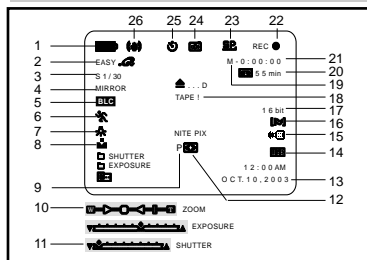 26 25 24 23 22
1 REC
2 EASY M - 0 : 0 0 : 0 0 21
3 S 1 / 30 5 5 min 20
4 MIRROR . . . D 19
5 BLC TAPE ! 18
6 1 6 bit 17
7 16
8 NITE PIX 15
SHUTTER P 14
EXPOSURE
9 12
1 2 : 0 0 AM
O C T. 1 0 , 2 0 0 3 13
10 W T ZOOM
EXPOSURE
11 SHUTTER